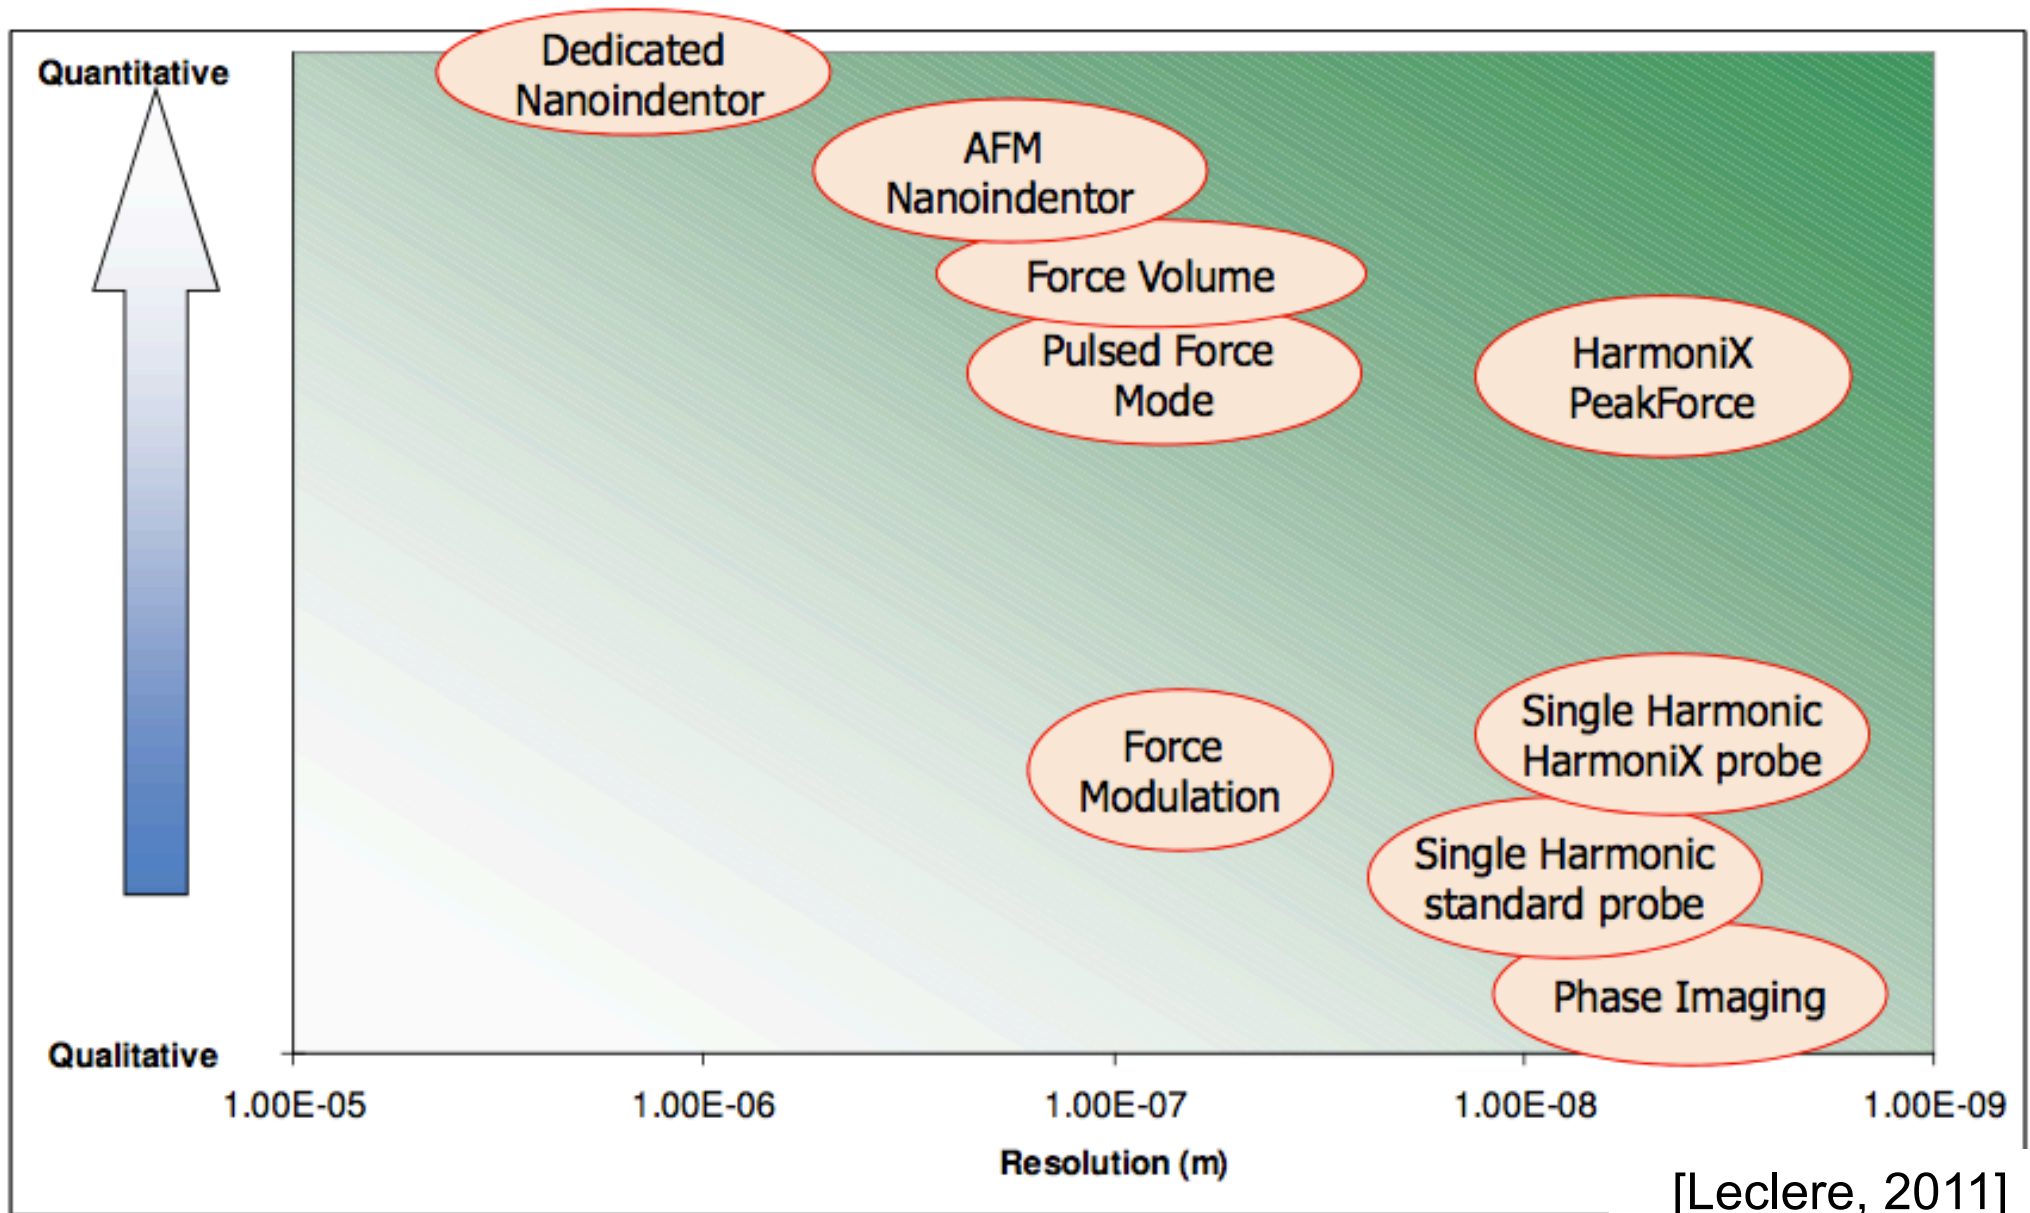 Quantitative
Dedicated
Nanoindentor
AFM
Nanoindentor
Force Volume
Pulsed Force
Mode
HarmoniX
PeakForce
Single Harmonic
HarmoniX probe
Force
Modulation
Single Harmonic
standard probe
Phase Imaging
Qualitative
1.00E-05 1.00E-06 1.00E-07 1.00E-08 1.00E-09
Resolution (m)
[Leclere, 2011]